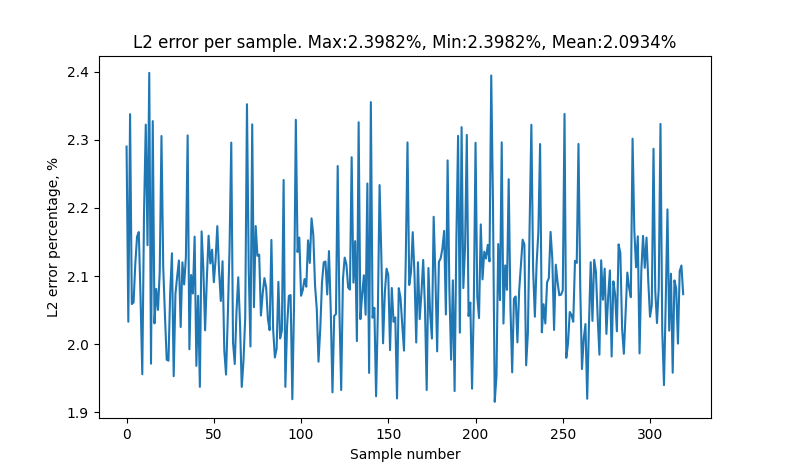 L2 error per sample. Max:2.3982%, Min:2.3982%, Mean:2.0934%
2.4
2.3
2.2
2.1
2.0
1.9
L2 error percentage, %
0 50 100 150 200 250 300
Sample number